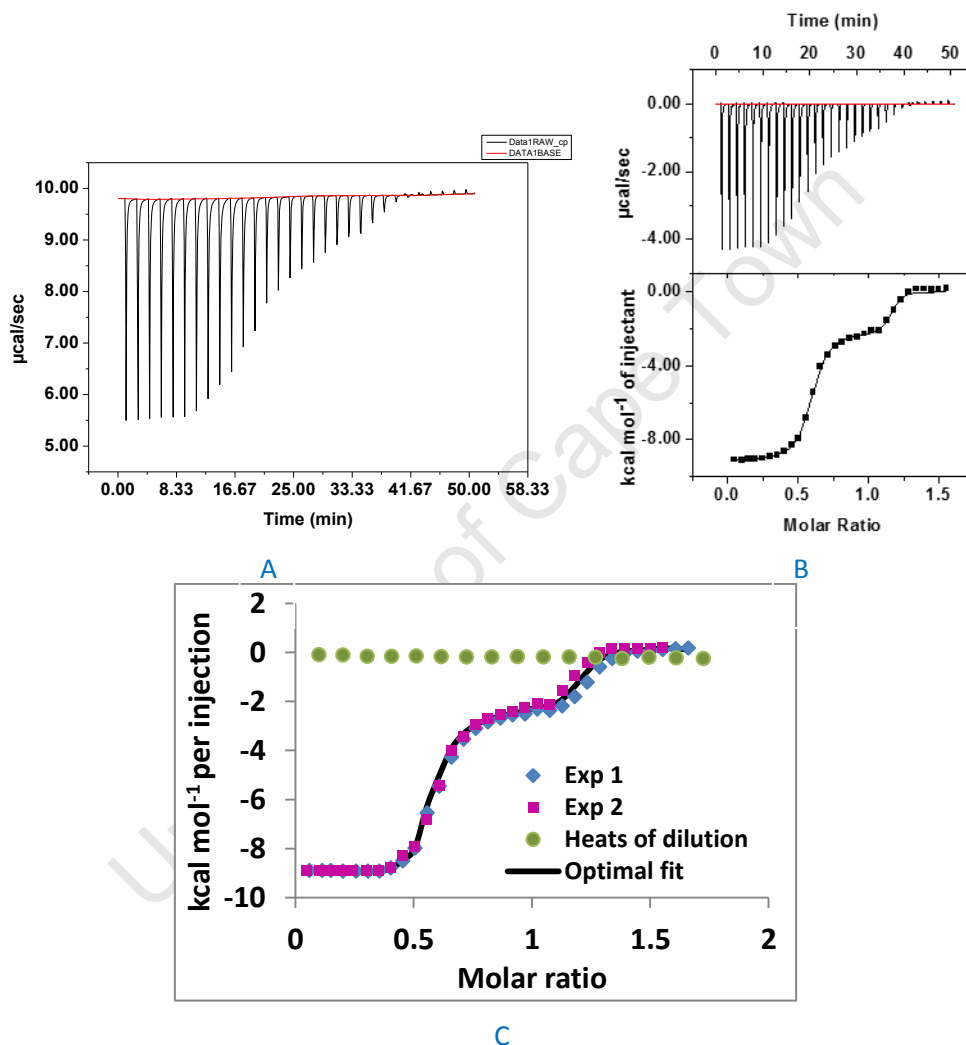 Data1RAW_cp
DATA1BASE
10.00
9.00
8.00
7.00
6.00
5.00
µcal/sec
0.00 8.33 16.67 25.00 33.33 41.67 50.00 58.33
Time (min)
A
Time (min)
0 10 20 30 40 50
0.00
-2.00
-4.00
µcal/sec
0.00
-4.00
-8.00
kcal mol-1 of injectant
0.0 0.5 1.0 1.5
Molar Ratio
B
2
0
-2
-4
-6
-8
-10
kcal mol-1 per injection
Exp 1
Exp 2
Heats of dilution
Optimal fit
0 0.5 1 1.5 2
Molar ratio
C
of Cape Town